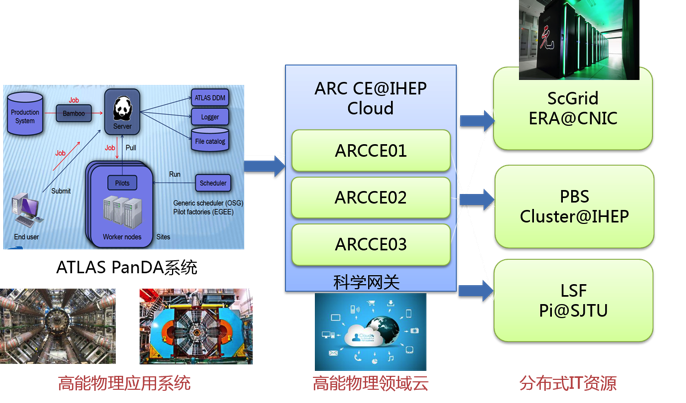 Production
System
Job
Bamboo
Server
ATLAS DDM
Logger
File catalog
Job
Job
Pull
Submit
Pilots
Run
Scheduler
Generic scheduler (OSG)
Pilot factories (EGEE)
End user
Worker nodes
Sites
ATLAS PanDA系统
高能物理应用系统
ARC CE@IHEP
Cloud
ARCCE01
ARCCE02
ARCCE03
科学网关
高能物理领域云
ScGrid
ERA@CNIC
PBS
Cluster@IHEP
LSF
Pi@SJTU
分布式IT资源